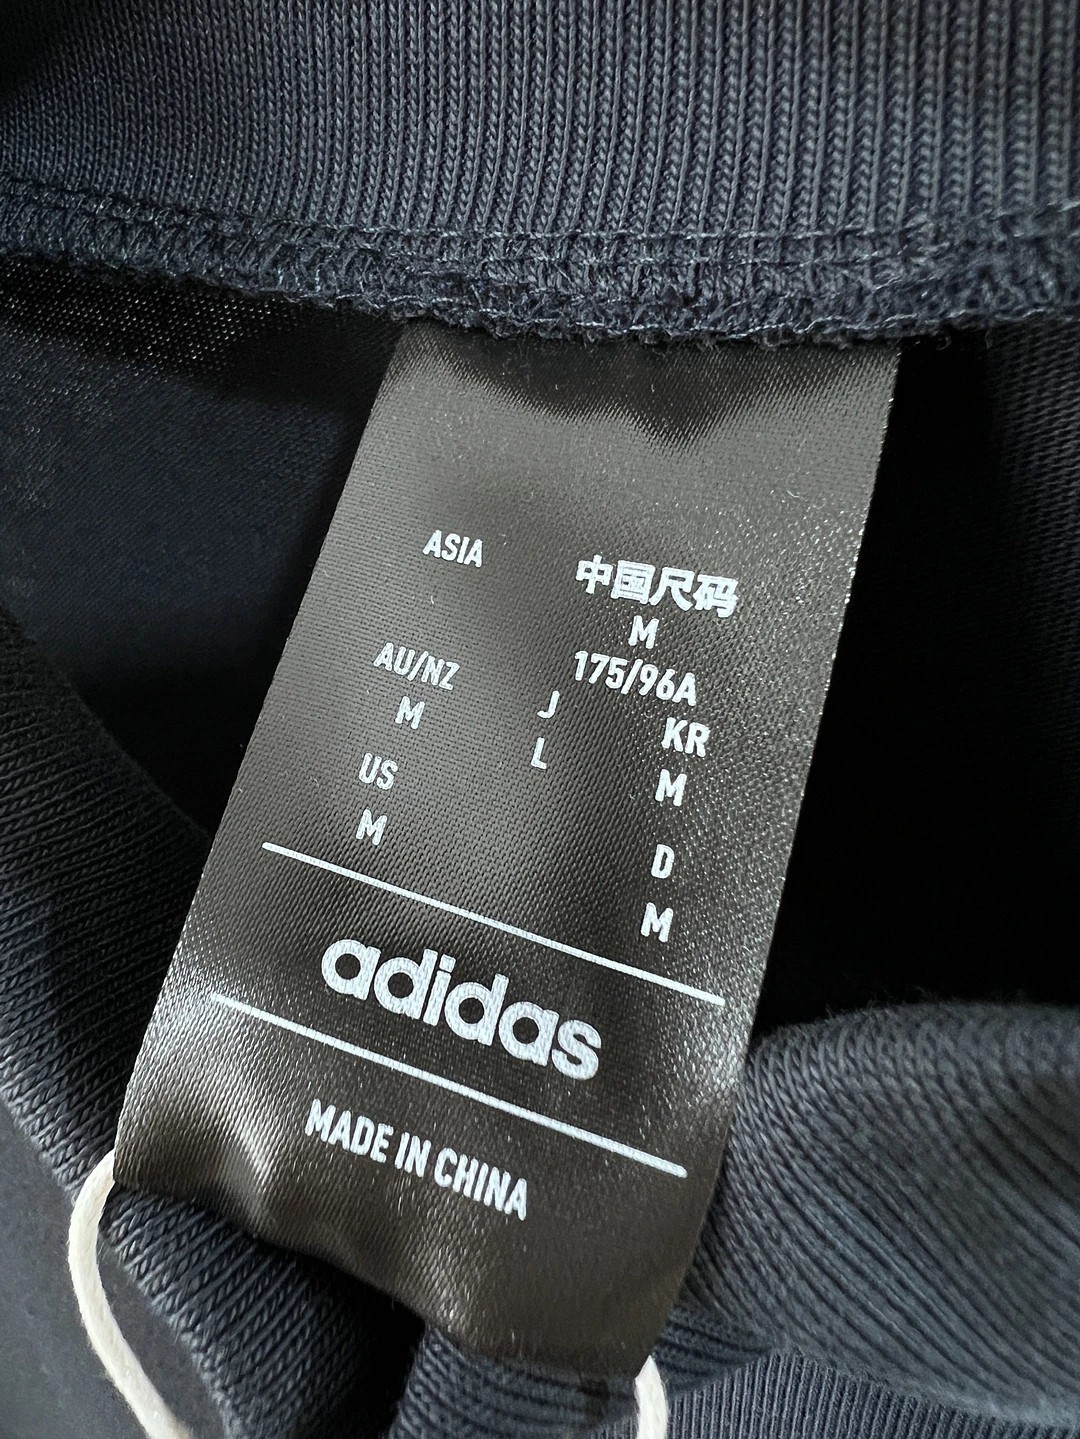 ASIA 中国尺码
M
175/96A
AU/NZ J KR
M L M
US D
M M
adidas
MADE IN CHINA